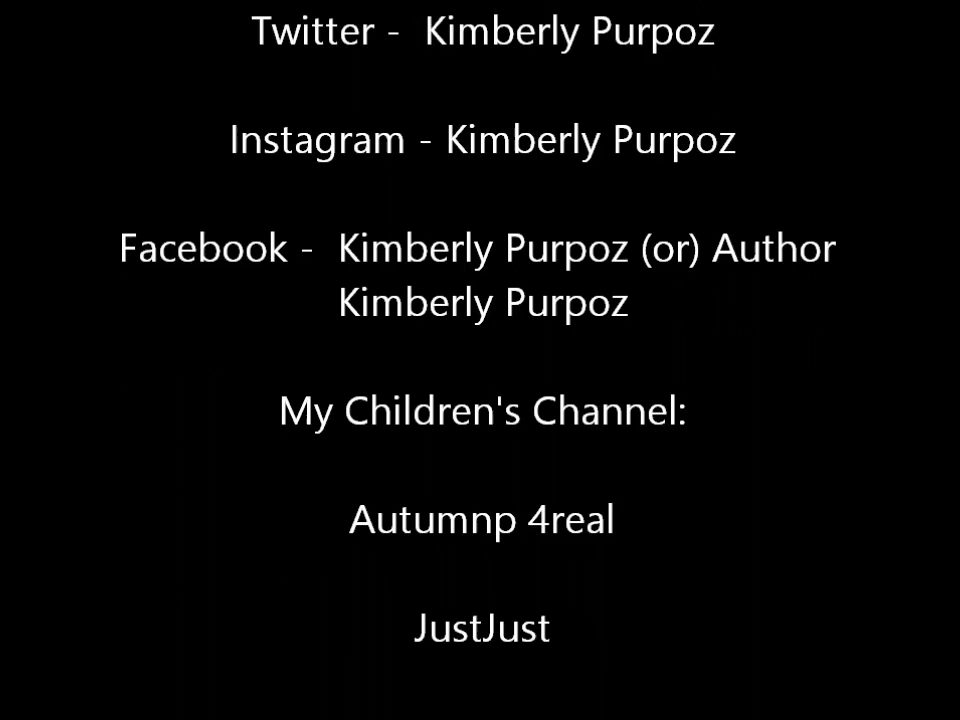 Twitter -  Kimberly Purpoz
Instagram - Kimberly Purpoz
Facebook -  Kimberly Purpoz (or) Author
Kimberly Purpoz
My Children's Channel:
Autumnp 4real
JustJust